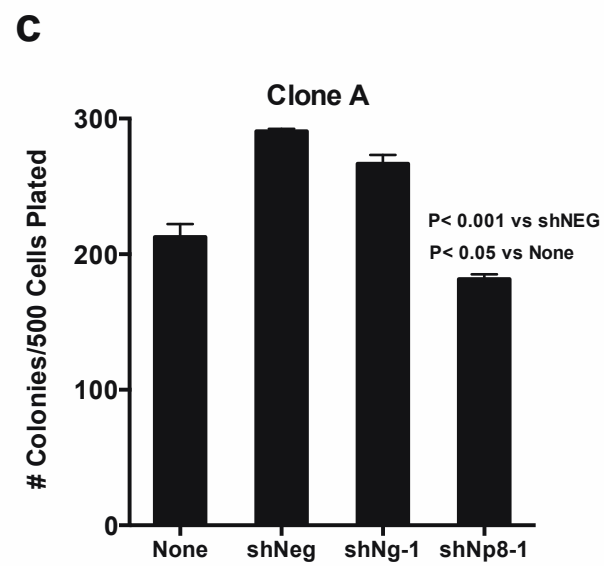 C
Clone A
# Colonies/500 Cells Plated
300
200
100
0
P< 0.001 vs shNEG
P< 0.05 vs None
None shNeg shNg-1 shNp8-1